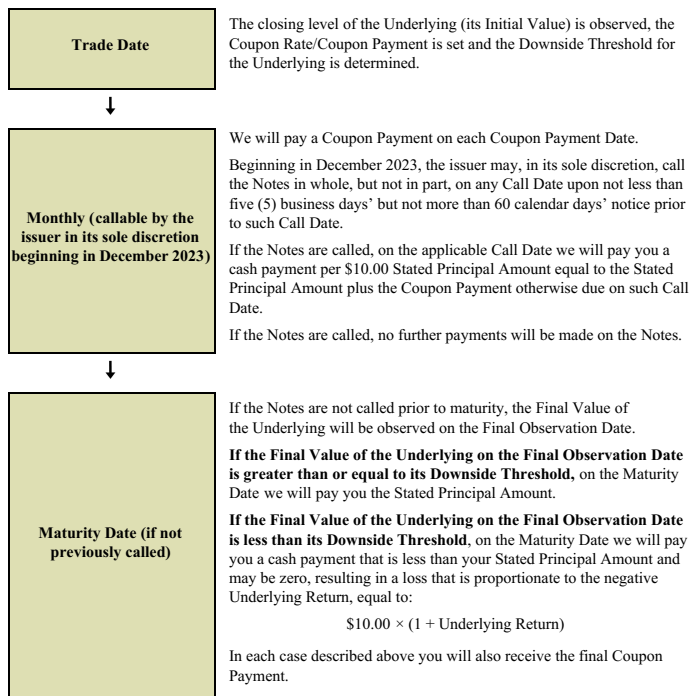 Trade Date
The closing level of the Underlying (its Initial Value) is observed, the
Coupon Rate/Coupon Payment is set and the Downside Threshold for
the Underlying is determined.
Monthly (callable by the
issuer in its sole discretion
beginning in December 2023)
We will pay a Coupon Payment on each Coupon Payment Date.
Beginning in December 2023, the issuer may, in its sole discretion, call
the Notes in whole, but not in part, on any Call Date upon not less than
five (5) business days’ but not more than 60 calendar days’ notice prior
to such Call Date.
If the Notes are called, on the applicable Call Date we will pay you a
cash payment per $10.00 Stated Principal Amount equal to the Stated
Principal Amount plus the Coupon Payment otherwise due on such Call
Date.
If the Notes are called, no further payments will be made on the Notes.
Maturity Date (if not
previously called)
If the Notes are not called prior to maturity, the Final Value of
the Underlying will be observed on the Final Observation Date.
If the Final Value of the Underlying on the Final Observation Date
is greater than or equal to its Downside Threshold, on the Maturity
Date we will pay you the Stated Principal Amount.
If the Final Value of the Underlying on the Final Observation Date
is less than its Downside Threshold, on the Maturity Date we will pay
you a cash payment that is less than your Stated Principal Amount and
may be zero, resulting in a loss that is proportionate to the negative
Underlying Return, equal to:
$10.00 × (1 + Underlying Return)
In each case described above you will also receive the final Coupon
Payment.